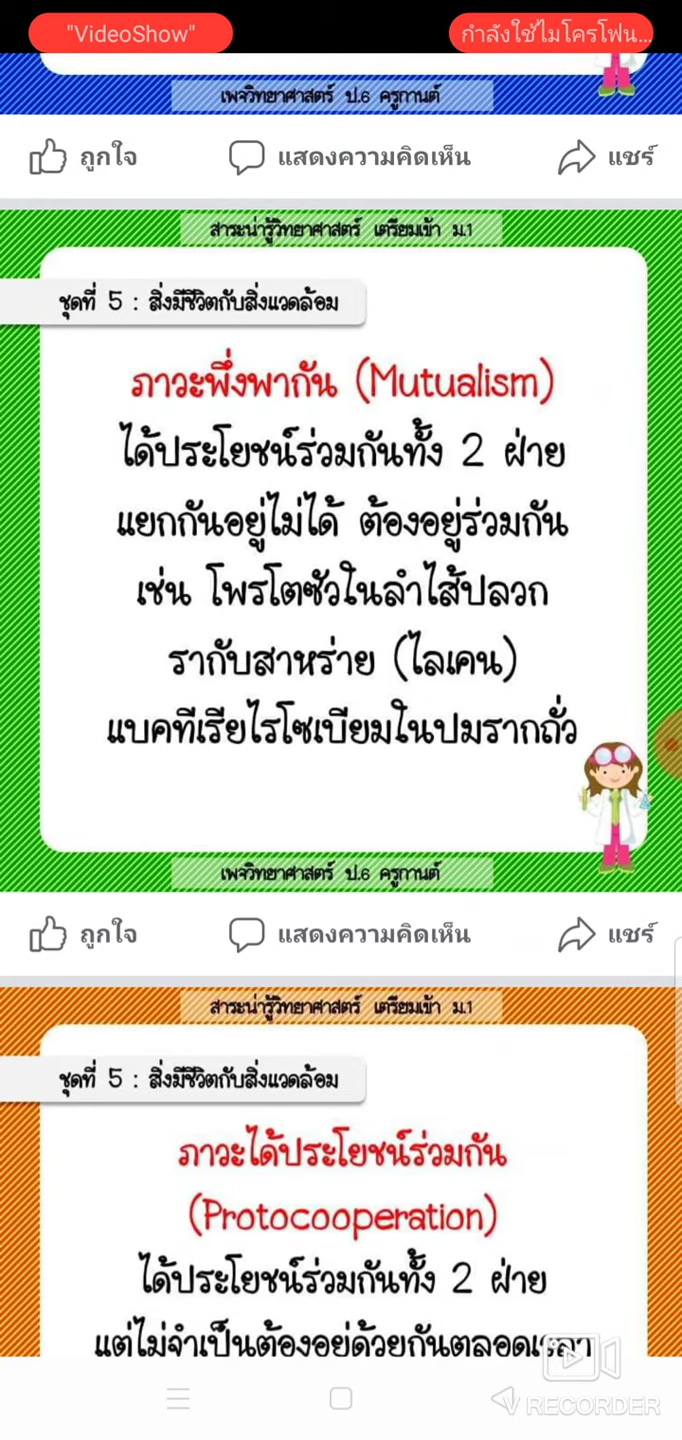 "VideoShow"
กำลังใช้ไมโครโฟน...
เพจวิทยาศาสตร์ ป.6 ครูกานต์
ถูกใจ
แสดงความคิดเห็น
แชร์
สาระน่ารู้วิทยาศาสตร์ เตรียมเข้า ม.1
ชุดที่ 5 : สิ่งมีชีวิตกับสิ่งแวดล้อม
ภาวะพึ่งพากัน (Mutualism)
ได้ประโยชน์ร่วมกันทั้ง 2 ฝ่าย
แยกกันอยู่ไม่ได้ ต้องอยู่ร่วมกัน
เช่น โพรโตซัวในลำไส้ปลวก
รากับสาหร่าย (ไลเคน)
แบคทีเรียไรโซเบียมในปมรากถั่ว
เพจวิทยาศาสตร์ ป.6 ครูกานต์
ถูกใจ
แสดงความคิดเห็น
แชร์
สาระน่ารู้วิทยาศาสตร์ เตรียมเข้า ม.1
ชุดที่ 5 : สิ่งมีชีวิตกับสิ่งแวดล้อม
ภาวะได้ประโยชน์ร่วมกัน
(Protocooperation)
ได้ประโยชน์ร่วมกันทั้ง 2 ฝ่าย
แต่ไม่จำเป็นต้องอยู่ด้วยกันตลอดเวลา
V RECORDER